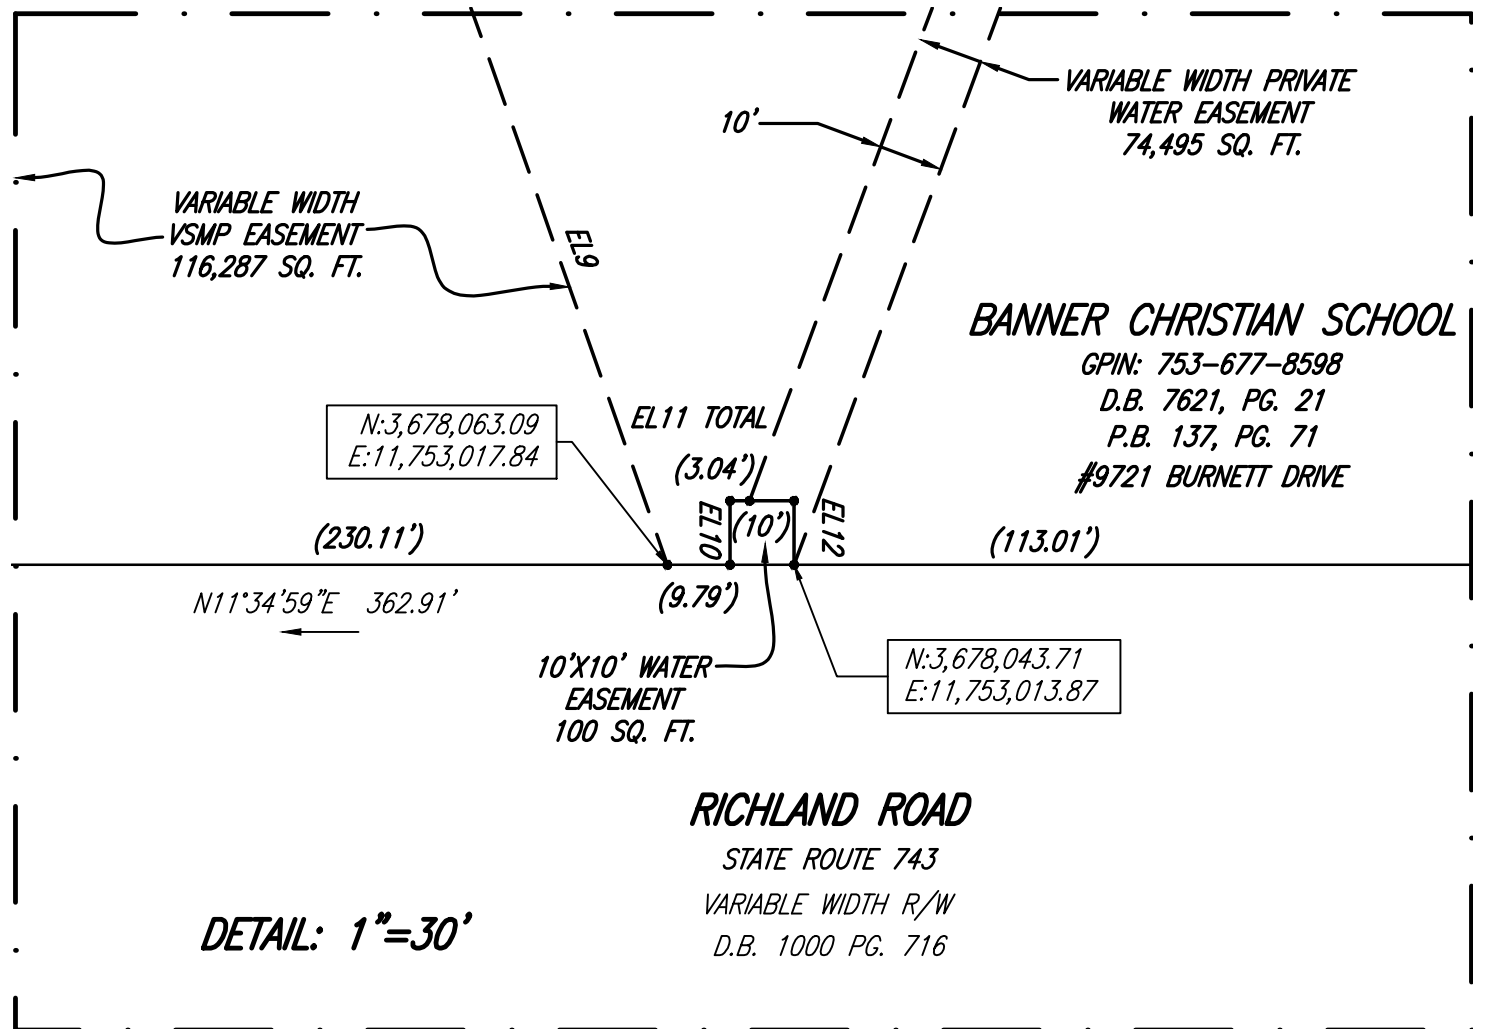 VARIABLE WIDTH PRIVATE
WATER EASEMENT
74,495 SQ. FT.
10'
VARIABLE WIDTH
VSMP EASEMENT
116,287 SQ. FT.
EL9
BANNER CHRISTIAN SCHOOL
GPIN: 753-677-8598
D.B. 7621, PG. 21
P.B. 137, PG. 71
#9721 BURNETT DRIVE
N:3,678,063.09
E:11,753,017.84
EL11 TOTAL
(3.04')
EL10
(10')
EL12
(230.11')
(113.01')
N11°34'59"E 362.91'
(9.79')
10'X10' WATER
EASEMENT
100 SQ. FT.
N:3,678,043.71
E:11,753,013.87
RICHLAND ROAD
STATE ROUTE 743
VARIABLE WIDTH R/W
D.B. 1000 PG. 716
DETAIL: 1"=30'